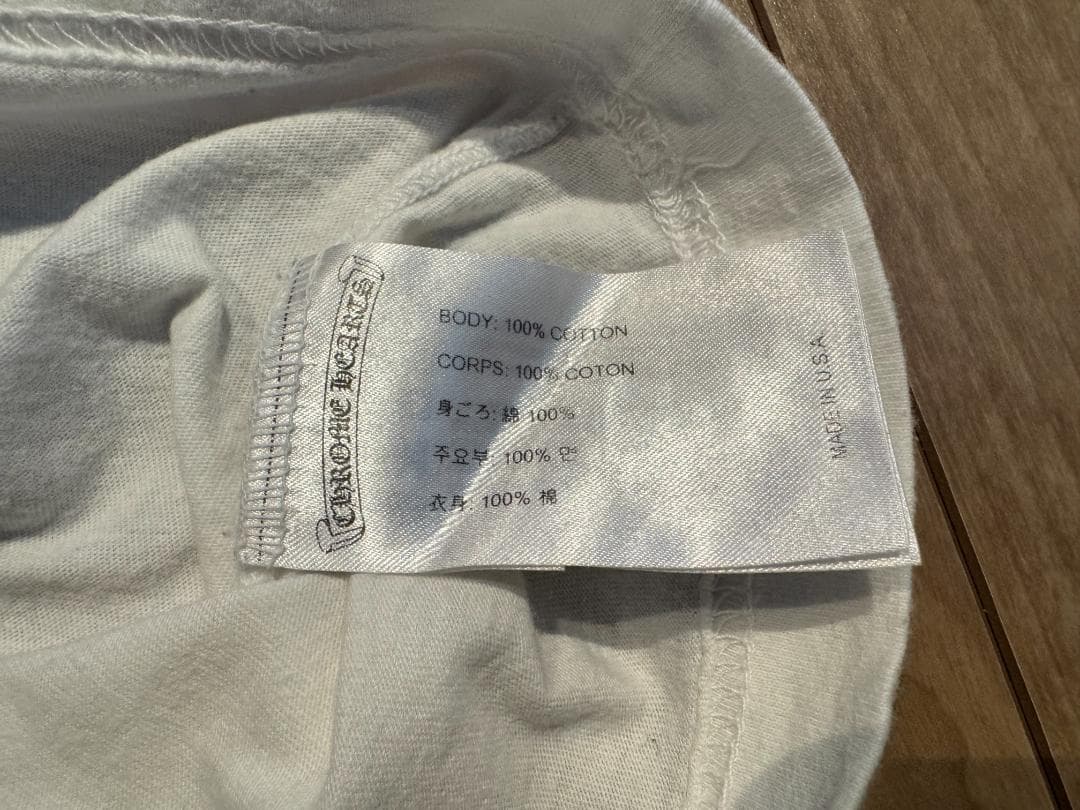 CHROME HEARTS
BODY: 100% COTTON
CORPS: 100% COTON
身ごろ: 綿 100%
주요부 100% 면
衣身: 100% 棉
MADE IN U.S.A